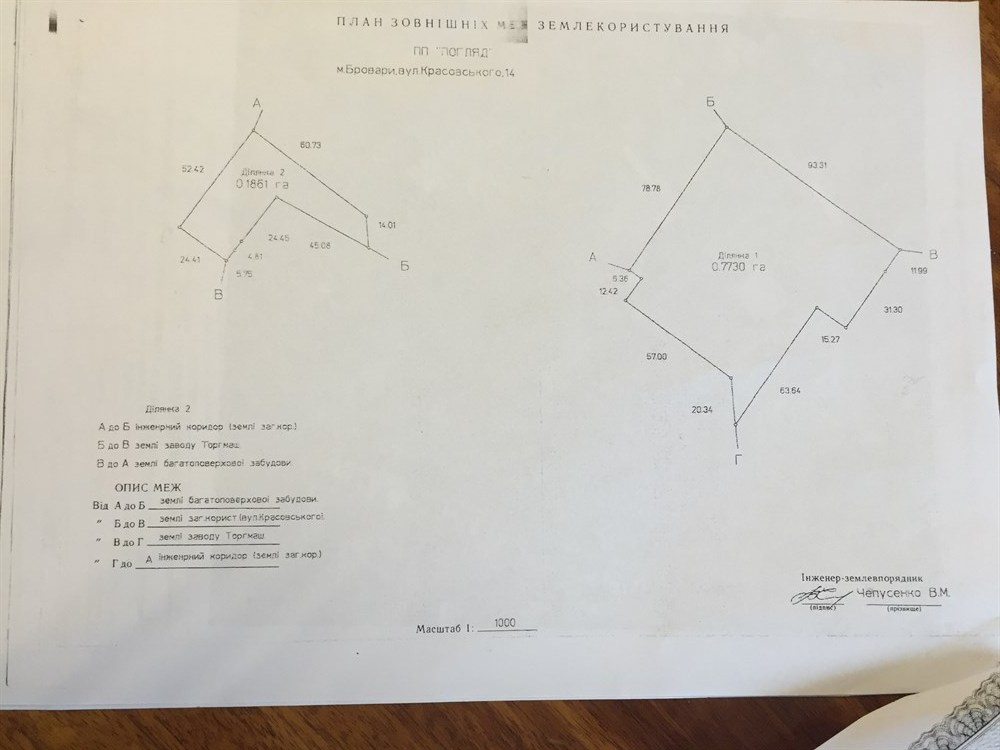 ПЛАН ЗОВНІШНІХ МЕЖ ЗЕМЛЕКОРИСТУВАННЯ
ПП "ПОГЛЯД"
м.Бровари,вул.Красовського,14
А
60.73
52.42
Ділянка 2
0.1861 га
14.01
24.45
45.08
4.81
24.41
5.75
Б
В
Б
93.31
78.78
А
В
Ділянка 1
0.7730 га
11.99
6.36
12.42
31.30
15.27
57.00
63.64
20.34
Г
Ділянка 2
А до Б інженрний коридор (землі заг.кор.)
Б до В землі заводу Торгмаш.
В до А землі багатоповерхової забудови.
ОПИС МЕЖ
Від А до Б землі багатоповерхової забудови.
" Б до В землі заг.корист(вул.Красовського).
" В до Г землі заводу Торгмаш
" Г до А інженрний коридор (землі заг.кор.)
Масштаб 1: 1000
Інженер-землевпорядник
Чепусенко В.М.
(підпис) (прізвище)